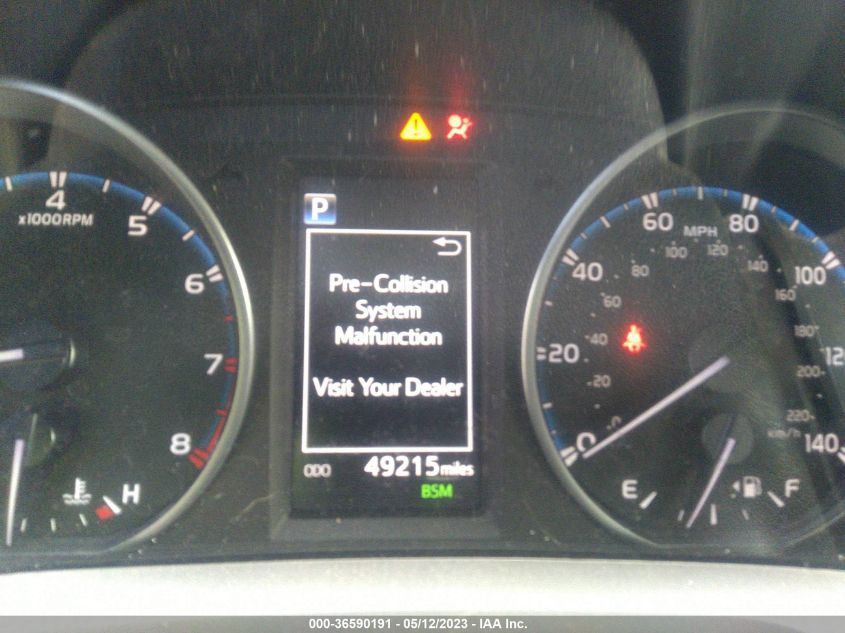 4
x1000RPM
5
6
7
8
H
P
Pre-Collision
System
Malfunction
Visit Your Dealer
000
49215miles
BSM
60
80
MPH
40
80
100
120
140
100
160
60
180
20
40
12
20
200
0
0
220
km/h
140
E
F
000-36590191 - 05/12/2023 - IAA Inc.